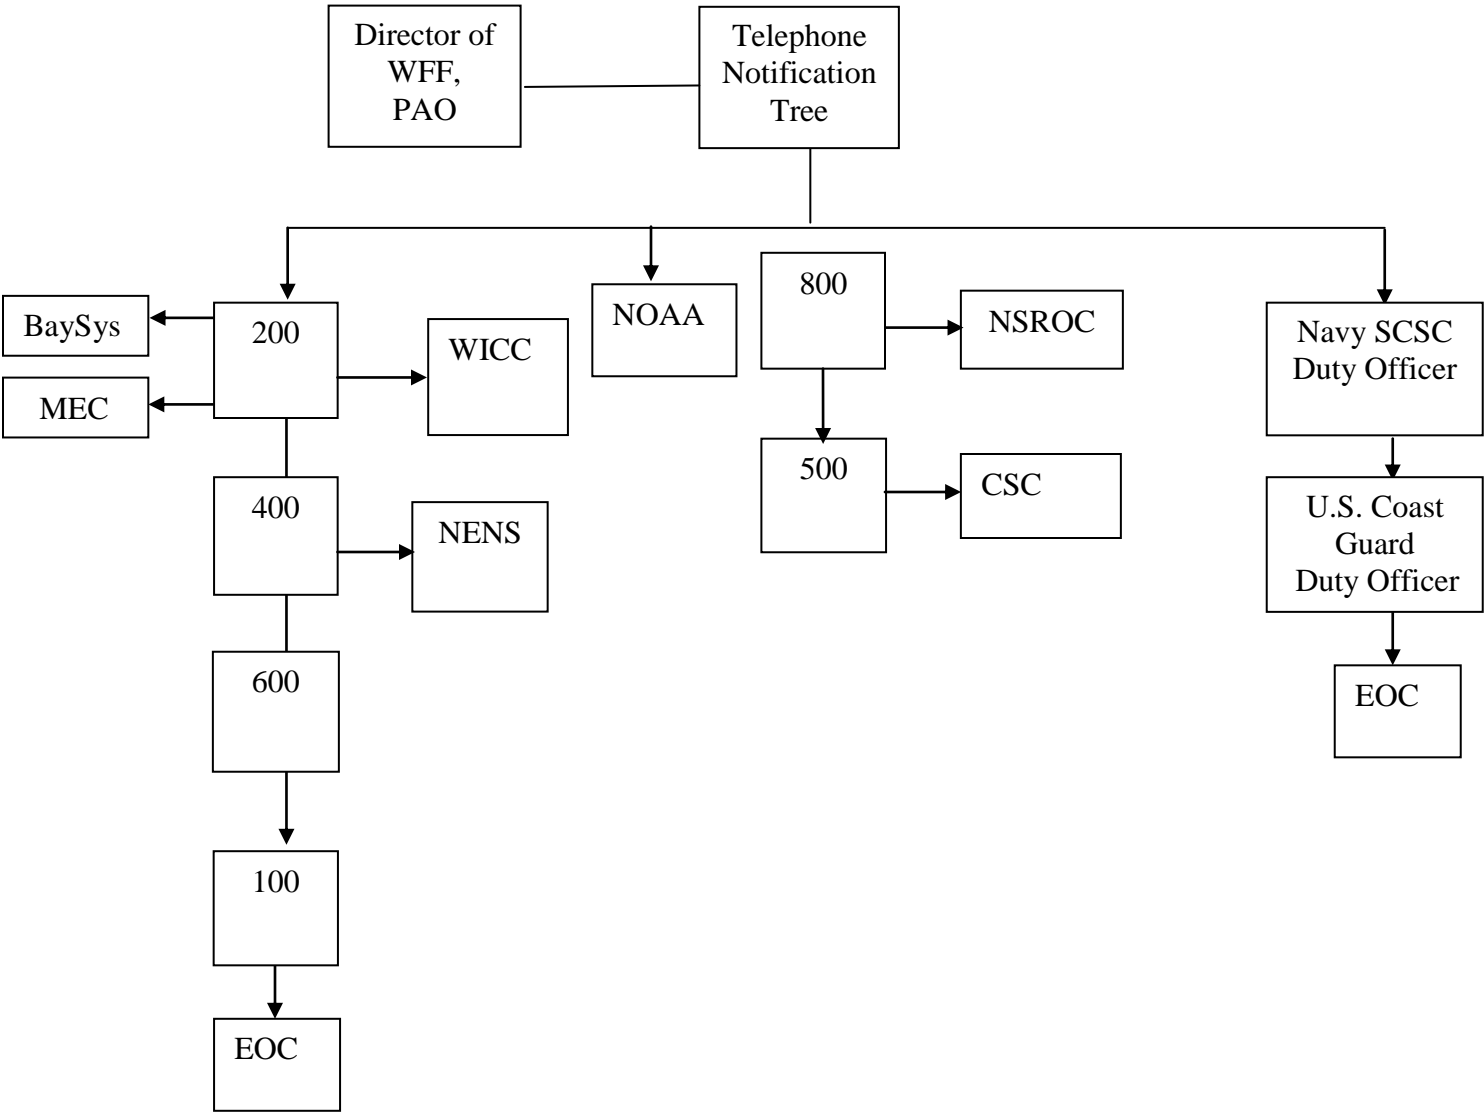 Director of
WFF,
PAO
Telephone
Notification
Tree
BaySys
MEC
200
WICC
NOAA
800
NSROC
Navy SCSC
Duty Officer
400
NENS
500
CSC
U.S. Coast
Guard
Duty Officer
600
EOC
100
EOC